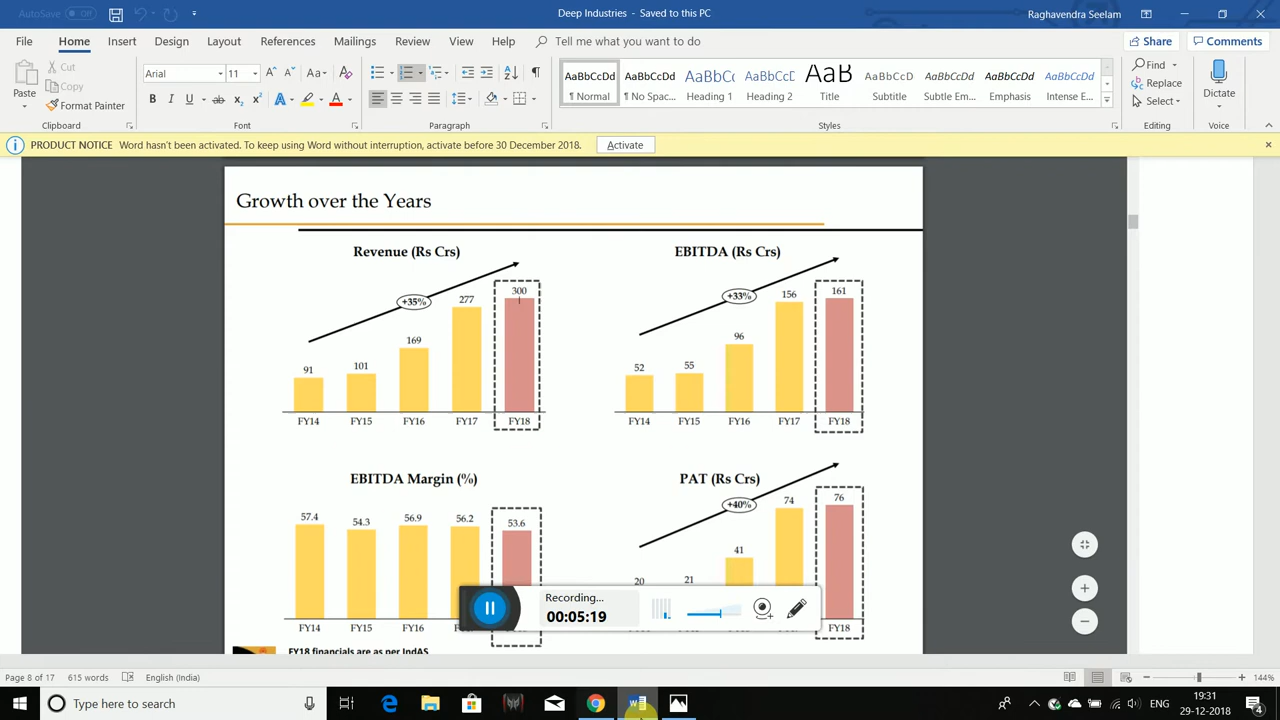 AutoSave Off
Deep Industries - Saved to this PC
Raghavendra Seelam
File Home Insert Design Layout References Mailings Review View Help Tell me what you want to do
Share Comments
Paste
Cut
Copy
Format Painter
Clipboard
Arial 11
Font
Paragraph
AaBbCcDd AaBbCcDd AaBbCc AaBbCcD AaB AaBbCcD AaBbCcDd AaBbCcDd AaBbCcDd
¶ Normal ¶ No Spac... Heading 1 Heading 2 Title Subtitle Subtle Em... Emphasis Intense E...
Styles
Find
Replace
Select
Editing
Dictate
Voice
PRODUCT NOTICE Word hasn't been activated. To keep using Word without interruption, activate before 30 December 2018. Activate
Growth over the Years
Revenue (Rs Crs)
+35%
91 101 169 277 300
FY14 FY15 FY16 FY17 FY18
EBITDA (Rs Crs)
+33%
52 55 96 156 161
FY14 FY15 FY16 FY17 FY18
EBITDA Margin (%)
57.4 54.3 56.9 56.2 53.6
FY14 FY15 FY16
PAT (Rs Crs)
+40%
20 21 41 74 76
FY18
FY18 financials are as per IndAS
Recording...
00:05:19
Page 8 of 17 615 words English (India)
144%
Type here to search
ENG
19:31
29-12-2018